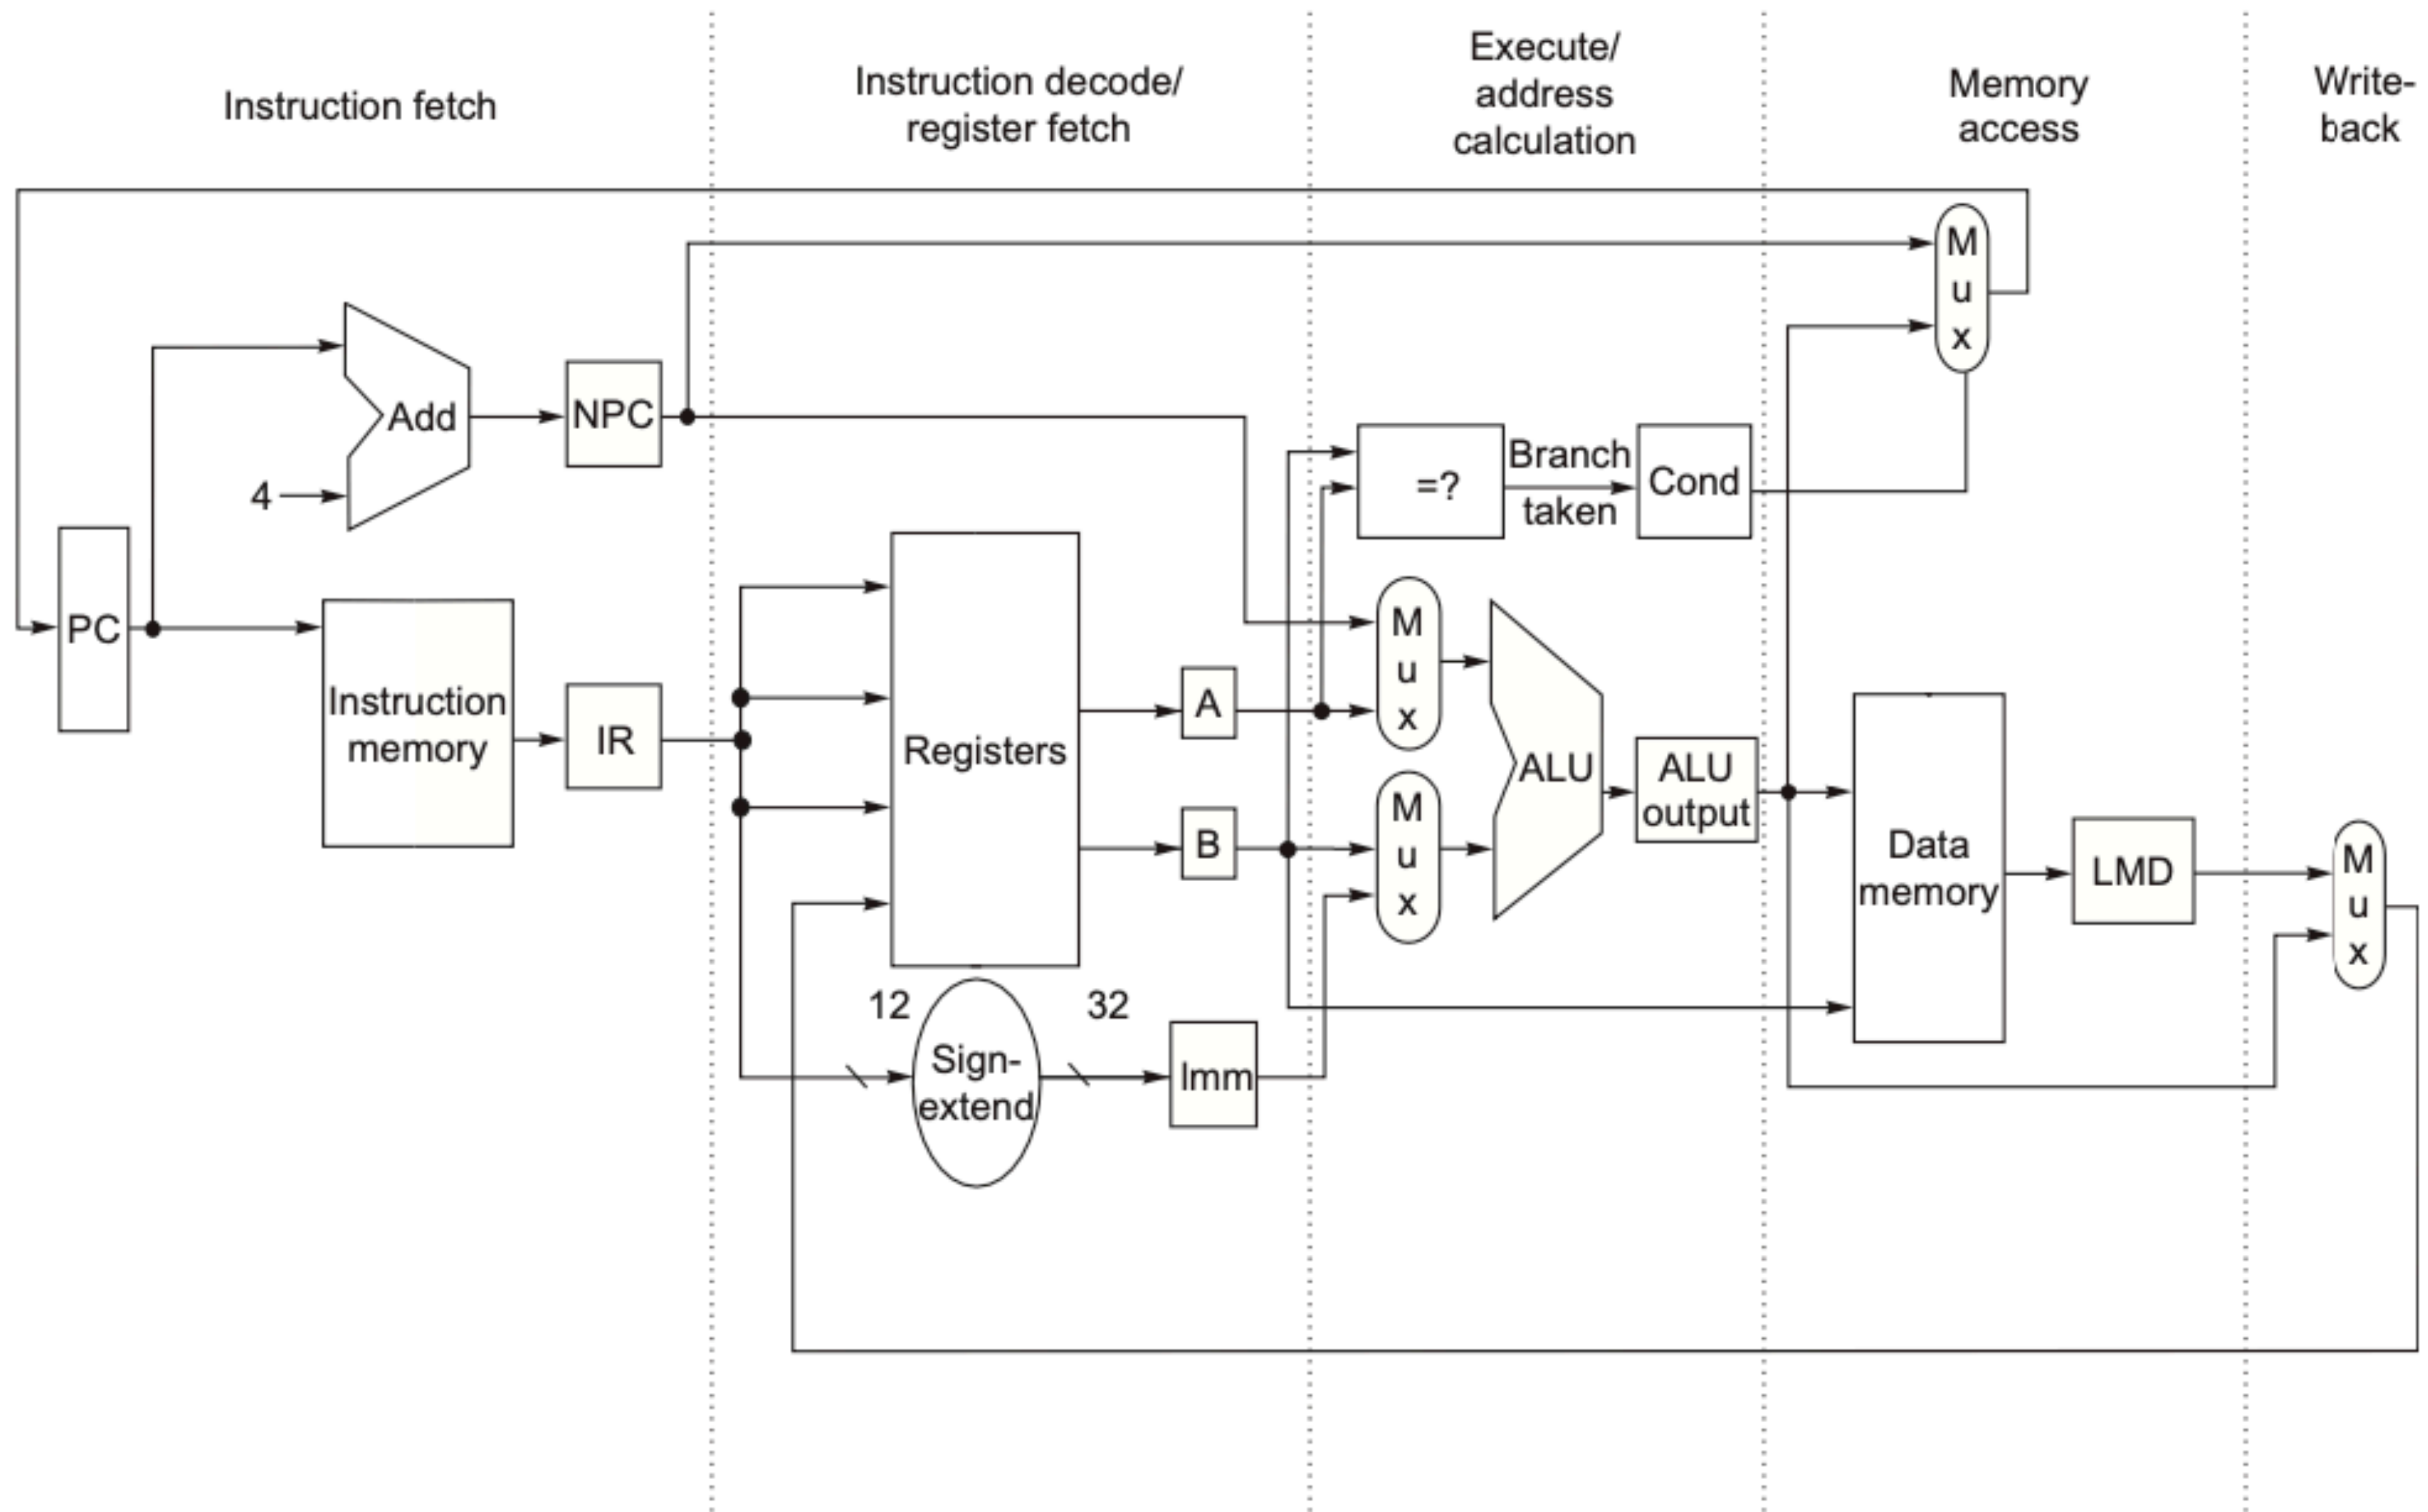 Instruction fetch
Instruction decode/
register fetch
Execute/
address
calculation
Memory
access
Write-
back
M
u
x
Add
NPC
4
=?
Branch
taken
Cond
PC
Instruction
memory
IR
Registers
A
B
M
u
x
M
u
x
ALU
ALU
output
Data
memory
LMD
M
u
x
12
32
Sign-
extend
Imm